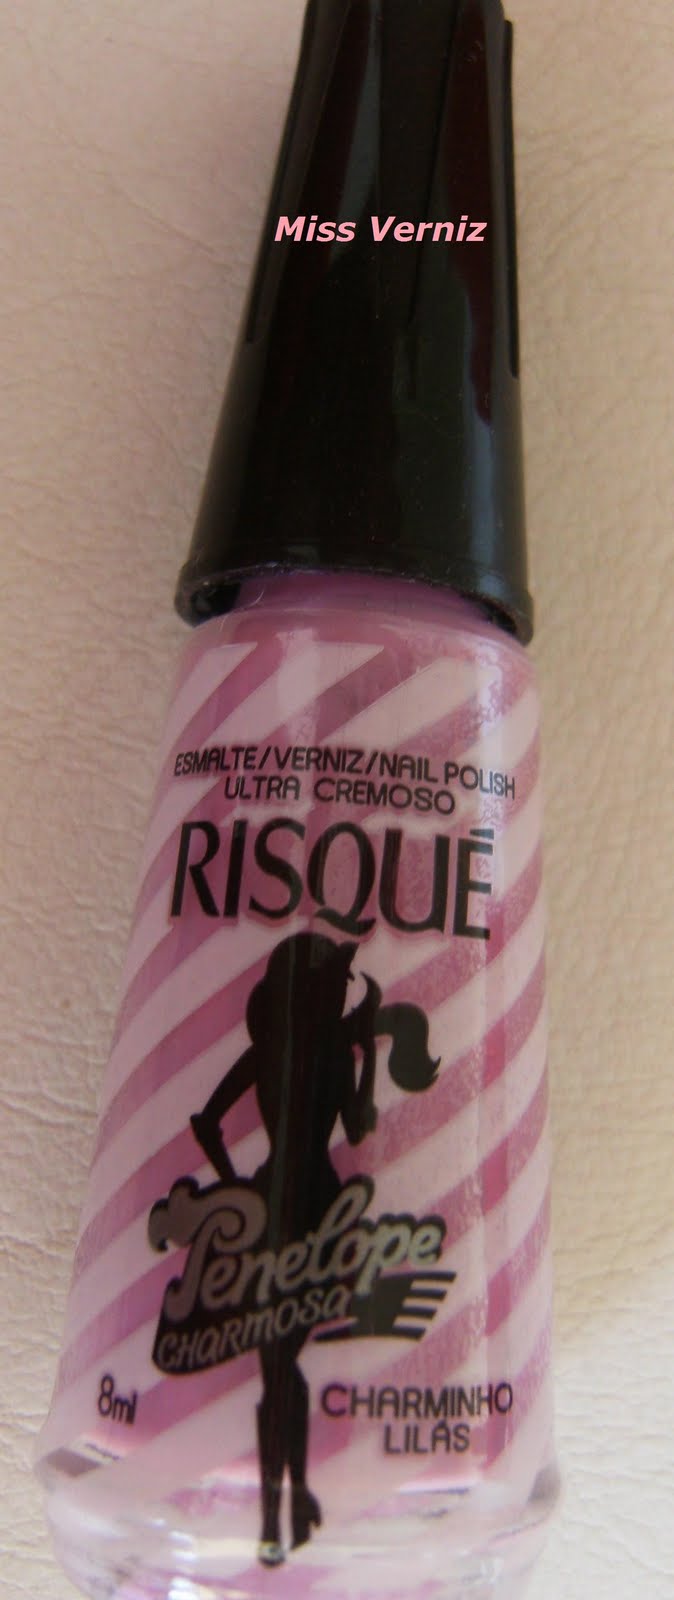 Miss Verniz
ESMALTE/VERNIZ/NAIL POLISH
ULTRA CREMOSO
RISQUÉ
Penelope
CHARMOSA
8ml
CHARMINHO
LILÁS